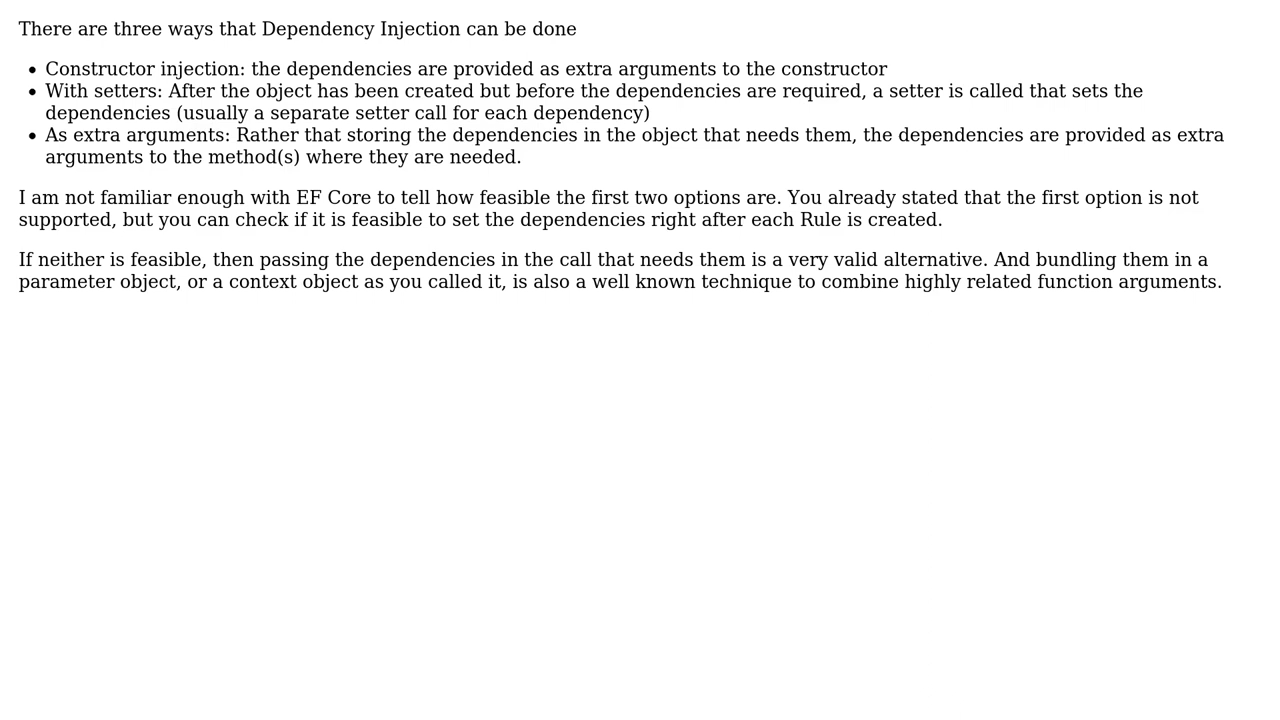 There are three ways that Dependency Injection can be done
• Constructor injection: the dependencies are provided as extra arguments to the constructor
• With setters: After the object has been created but before the dependencies are required, a setter is called that sets the
dependencies (usually a separate setter call for each dependency)
• As extra arguments: Rather that storing the dependencies in the object that needs them, the dependencies are provided as extra
arguments to the method(s) where they are needed.
I am not familiar enough with EF Core to tell how feasible the first two options are. You already stated that the first option is not
supported, but you can check if it is feasible to set the dependencies right after each Rule is created.
If neither is feasible, then passing the dependencies in the call that needs them is a very valid alternative. And bundling them in a
parameter object, or a context object as you called it, is also a well known technique to combine highly related function arguments.